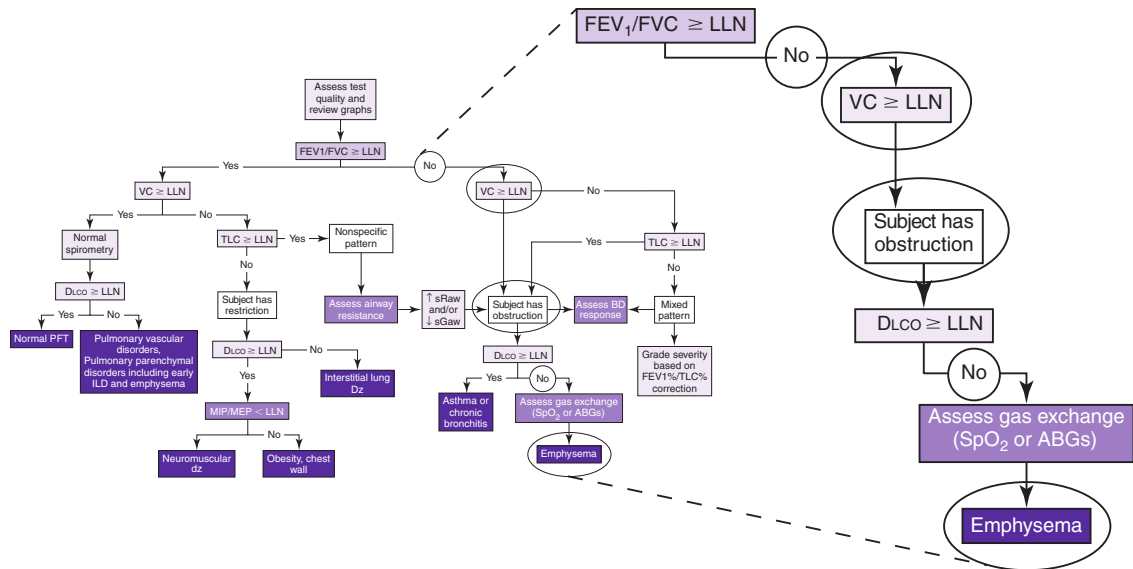 Assess test
quality and
review graphs
FEV1/FVC ≥ LLN
Yes
No
VC ≥ LLN
Yes
No
Normal
spirometry
DLCO ≥ LLN
Yes
No
Normal PFT
Pulmonary vascular
disorders,
Pulmonary parenchymal
disorders including early
ILD and emphysema
TLC ≥ LLN
Yes
Nonspecific
pattern
No
Subject has
restriction
Assess airway
resistance
DLCO ≥ LLN
No
Yes
Interstitial lung
Dz
MIP/MEP < LLN
No
Neuromuscular
dz
Obesity, chest
wall
VC ≥ LLN
No
Yes
TLC ≥ LLN
No
↑ sRaw
and/or
↓ sGaw
Subject has
obstruction
Assess BD
response
Mixed
pattern
DLCO ≥ LLN
Yes
No
Grade severity
based on
FEV1%/TLC%
correction
Asthma or
chronic
bronchitis
Assess gas exchange
(SpO2 or ABGs)
Emphysema
FEV1/FVC ≥ LLN
No
VC ≥ LLN
Subject has
obstruction
DLCO ≥ LLN
No
Assess gas exchange
(SpO2 or ABGs)
Emphysema